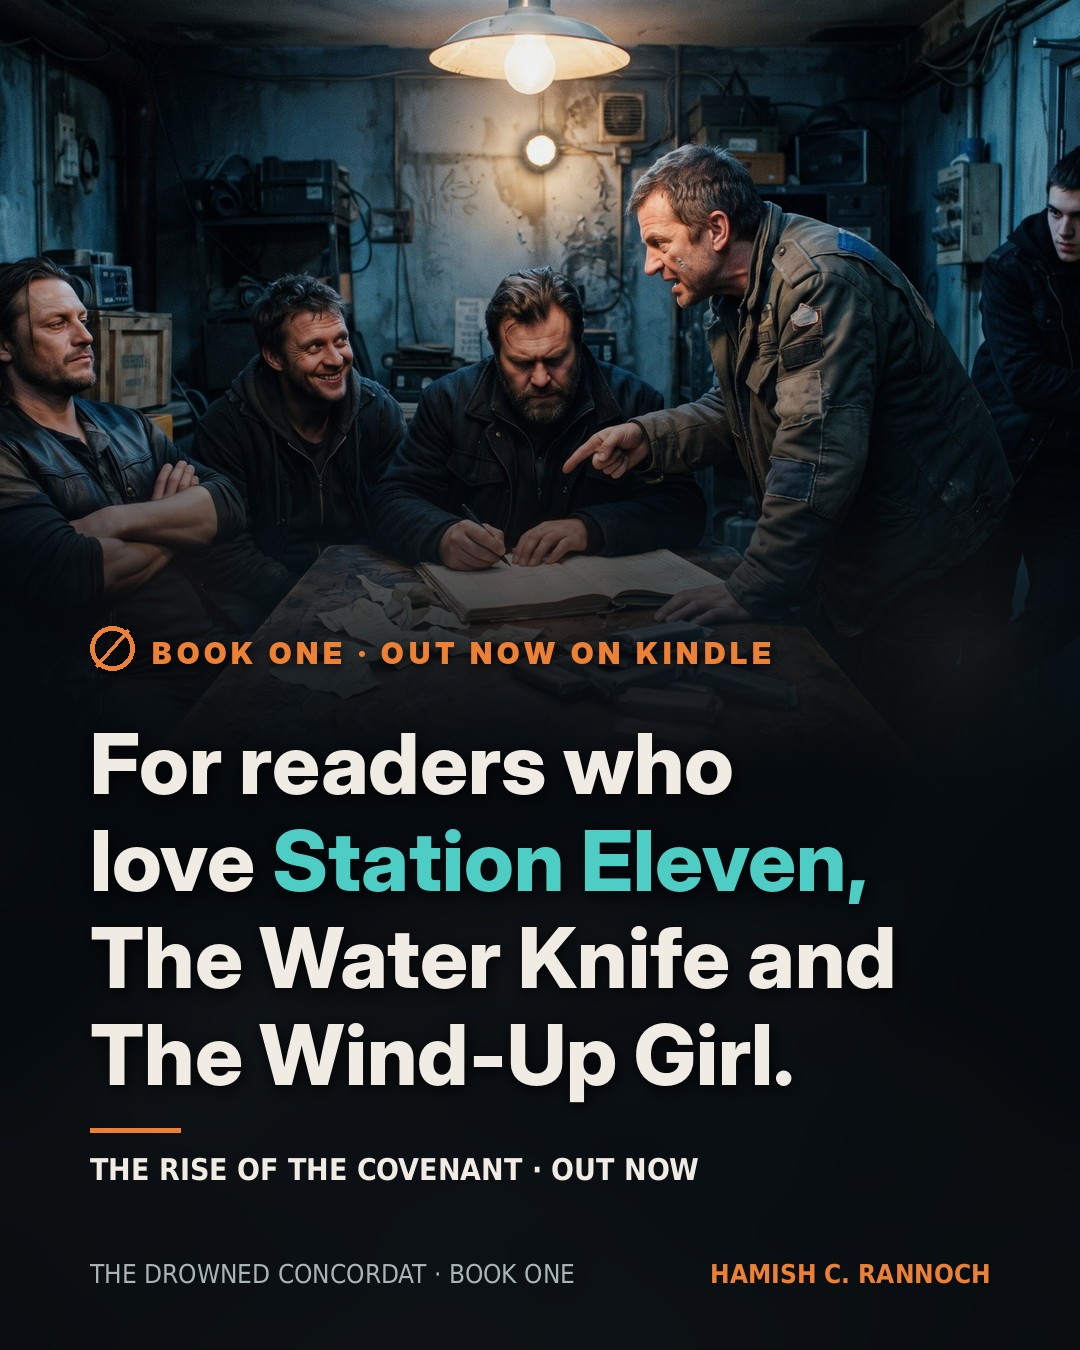 BOOK ONE · OUT NOW ON KINDLE
For readers who
love Station Eleven,
The Water Knife and
The Wind-Up Girl.
THE RISE OF THE COVENANT · OUT NOW
THE DROWNED CONCORDAT · BOOK ONE
HAMISH C. RANNOCH